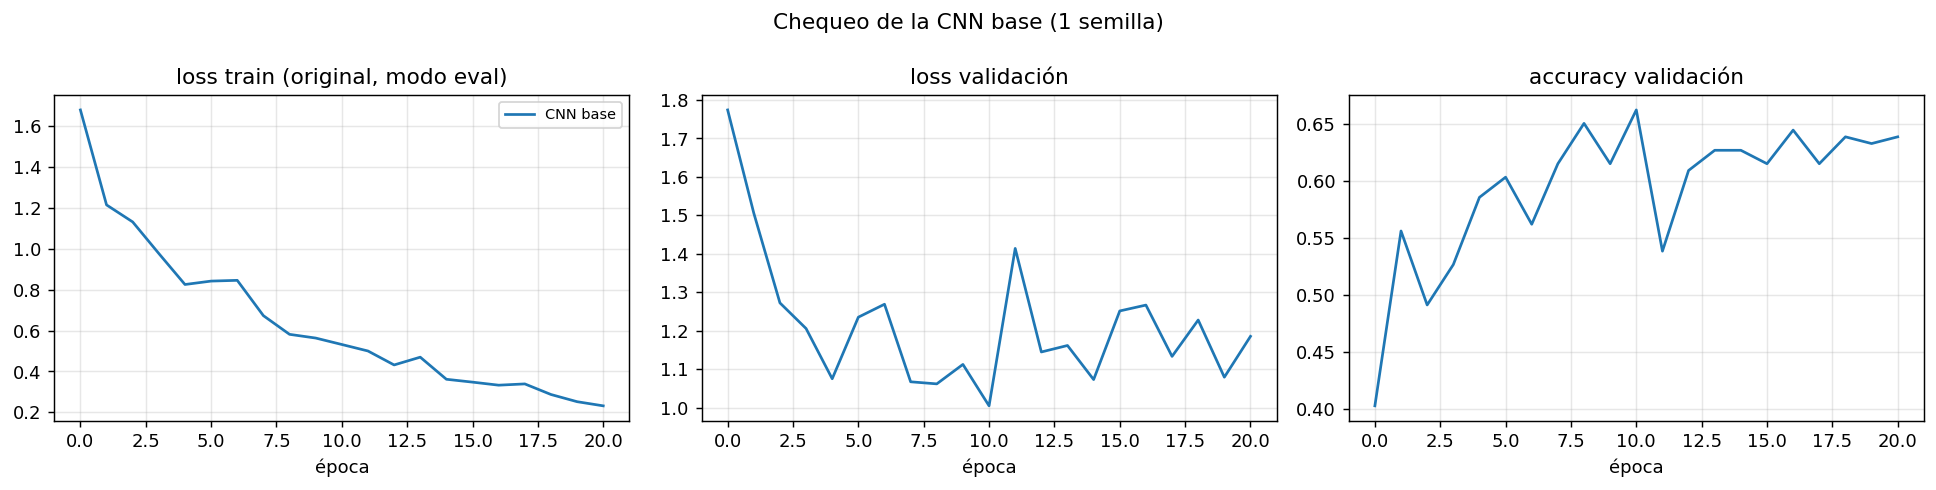 Chequeo de la CNN base (1 semilla)
loss train (original, modo eval)
CNN base
1.6
1.4
1.2
1.0
0.8
0.6
0.4
0.2
0.0 2.5 5.0 7.5 10.0 12.5 15.0 17.5 20.0
época
loss validación
1.8
1.7
1.6
1.5
1.4
1.3
1.2
1.1
1.0
0.0 2.5 5.0 7.5 10.0 12.5 15.0 17.5 20.0
época
accuracy validación
0.65
0.60
0.55
0.50
0.45
0.40
0.0 2.5 5.0 7.5 10.0 12.5 15.0 17.5 20.0
época